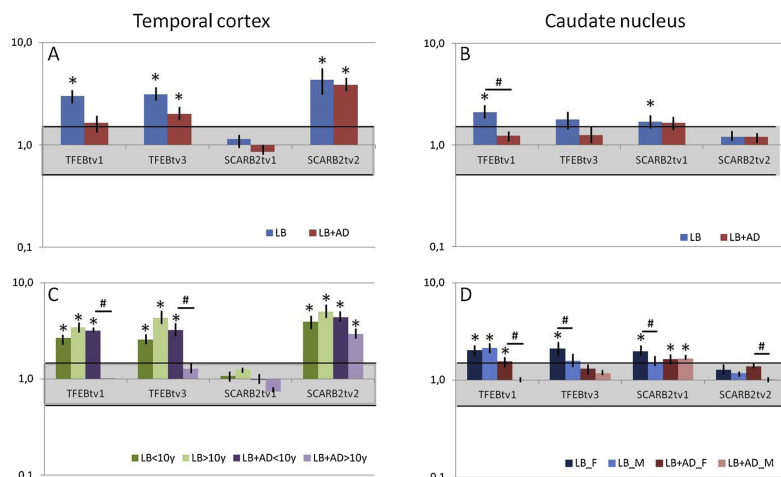 Temporal cortex
Caudate nucleus
10,0
A
*
*
*
*
*
1,0
TFEBtv1
TFEBtv3
SCARB2tv1
SCARB2tv2
0,1
LB
LB+AD
10,0
B
#
*
*
1,0
TFEBtv1
TFEBtv3
SCARB2tv1
SCARB2tv2
0,1
LB
LB+AD
10,0
C
* * * #
* * * #
* * * *
1,0
TFEBtv1
TFEBtv3
SCARB2tv1
SCARB2tv2
LB<10y
LB>10y
LB+AD<10y
LB+AD>10y
0,1
10,0
D
* * * #
* #
* # * *
#
1,0
TFEBtv1
TFEBtv3
SCARB2tv1
SCARB2tv2
LB_F
LB_M
LB+AD_F
LB+AD_M
0,1